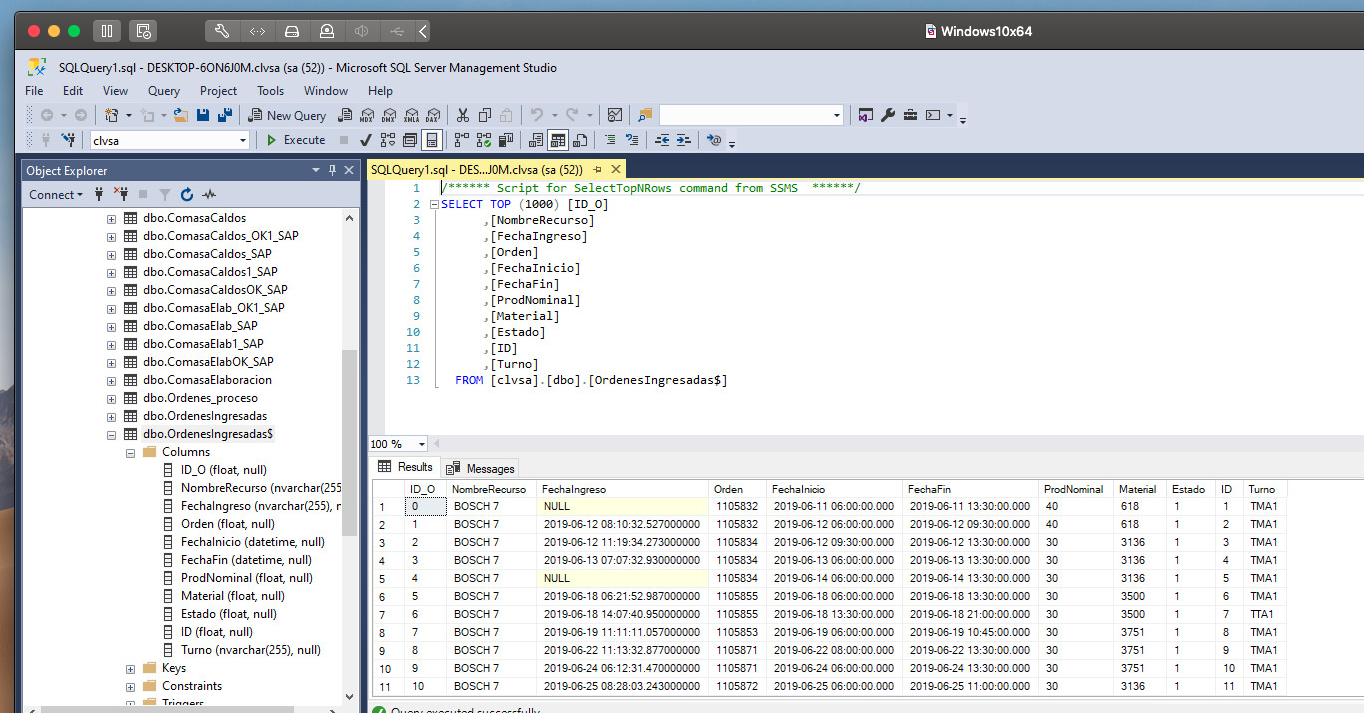 Windows10x64
SQLQuery1.sql - DESKTOP-6ON6J0M.clvsa (sa (52)) - Microsoft SQL Server Management Studio
File Edit View Query Project Tools Window Help
New Query MDX DMX XMLA DAX
clvsa Execute
Object Explorer
Connect
dbo.ComasaCaldos
dbo.ComasaCaldos_OK1_SAP
dbo.ComasaCaldos_SAP
dbo.ComasaCaldos1_SAP
dbo.ComasaCaldosOK_SAP
dbo.ComasaElab_OK1_SAP
dbo.ComasaElab_SAP
dbo.ComasaElab1_SAP
dbo.ComasaElabOK_SAP
dbo.ComasaElaboracion
dbo.Ordenes_proceso
dbo.OrdenesIngresadas
dbo.OrdenesIngresadas$
Columns
ID_O (float, null)
NombreRecurso (nvarchar(255
FechaIngreso (nvarchar(255), r
Orden (float, null)
FechaInicio (datetime, null)
FechaFin (datetime, null)
ProdNominal (float, null)
Material (float, null)
Estado (float, null)
ID (float, null)
Turno (nvarchar(255), null)
Keys
Constraints
Triggers
SQLQuery1.sql - DES...J0M.clvsa (sa (52))
1 /****** Script for SelectTopNRows command from SSMS ******/
2 SELECT TOP (1000) [ID_O]
3 ,[NombreRecurso]
4 ,[FechaIngreso]
5 ,[Orden]
6 ,[FechaInicio]
7 ,[FechaFin]
8 ,[ProdNominal]
9 ,[Material]
10 ,[Estado]
11 ,[ID]
12 ,[Turno]
13 FROM [clvsa].[dbo].[OrdenesIngresadas$]
100 %
Results Messages
ID_O NombreRecurso FechaIngreso Orden FechaInicio FechaFin ProdNominal Material Estado ID Turno
1 0 BOSCH 7 NULL 1105832 2019-06-11 06:00:00.000 2019-06-11 13:30:00.000 40 618 1 1 TMA1
2 1 BOSCH 7 2019-06-12 08:10:32.527000000 1105832 2019-06-12 06:00:00.000 2019-06-12 09:30:00.000 40 618 1 2 TMA1
3 2 BOSCH 7 2019-06-12 11:19:34.273000000 1105834 2019-06-12 09:30:00.000 2019-06-12 13:30:00.000 30 3136 1 3 TMA1
4 3 BOSCH 7 2019-06-13 07:07:32.930000000 1105834 2019-06-13 06:00:00.000 2019-06-13 13:30:00.000 30 3136 1 4 TMA1
5 4 BOSCH 7 NULL 1105834 2019-06-14 06:00:00.000 2019-06-14 13:30:00.000 30 3136 1 5 TMA1
6 5 BOSCH 7 2019-06-18 06:21:52.987000000 1105855 2019-06-18 06:00:00.000 2019-06-18 13:30:00.000 30 3500 1 6 TMA1
7 6 BOSCH 7 2019-06-18 14:07:40.950000000 1105855 2019-06-18 13:30:00.000 2019-06-18 21:00:00.000 30 3500 1 7 TTA1
8 7 BOSCH 7 2019-06-19 11:11:11.057000000 1105853 2019-06-19 06:00:00.000 2019-06-19 10:45:00.000 30 3751 1 8 TMA1
9 8 BOSCH 7 2019-06-22 11:13:32.877000000 1105871 2019-06-22 08:00:00.000 2019-06-22 13:30:00.000 30 3751 1 9 TMA1
10 9 BOSCH 7 2019-06-24 06:12:31.470000000 1105871 2019-06-24 06:00:00.000 2019-06-24 13:30:00.000 30 3751 1 10 TMA1
11 10 BOSCH 7 2019-06-25 08:28:03.243000000 1105872 2019-06-25 06:00:00.000 2019-06-25 11:00:00.000 30 3136 1 11 TMA1
Query executed successfully